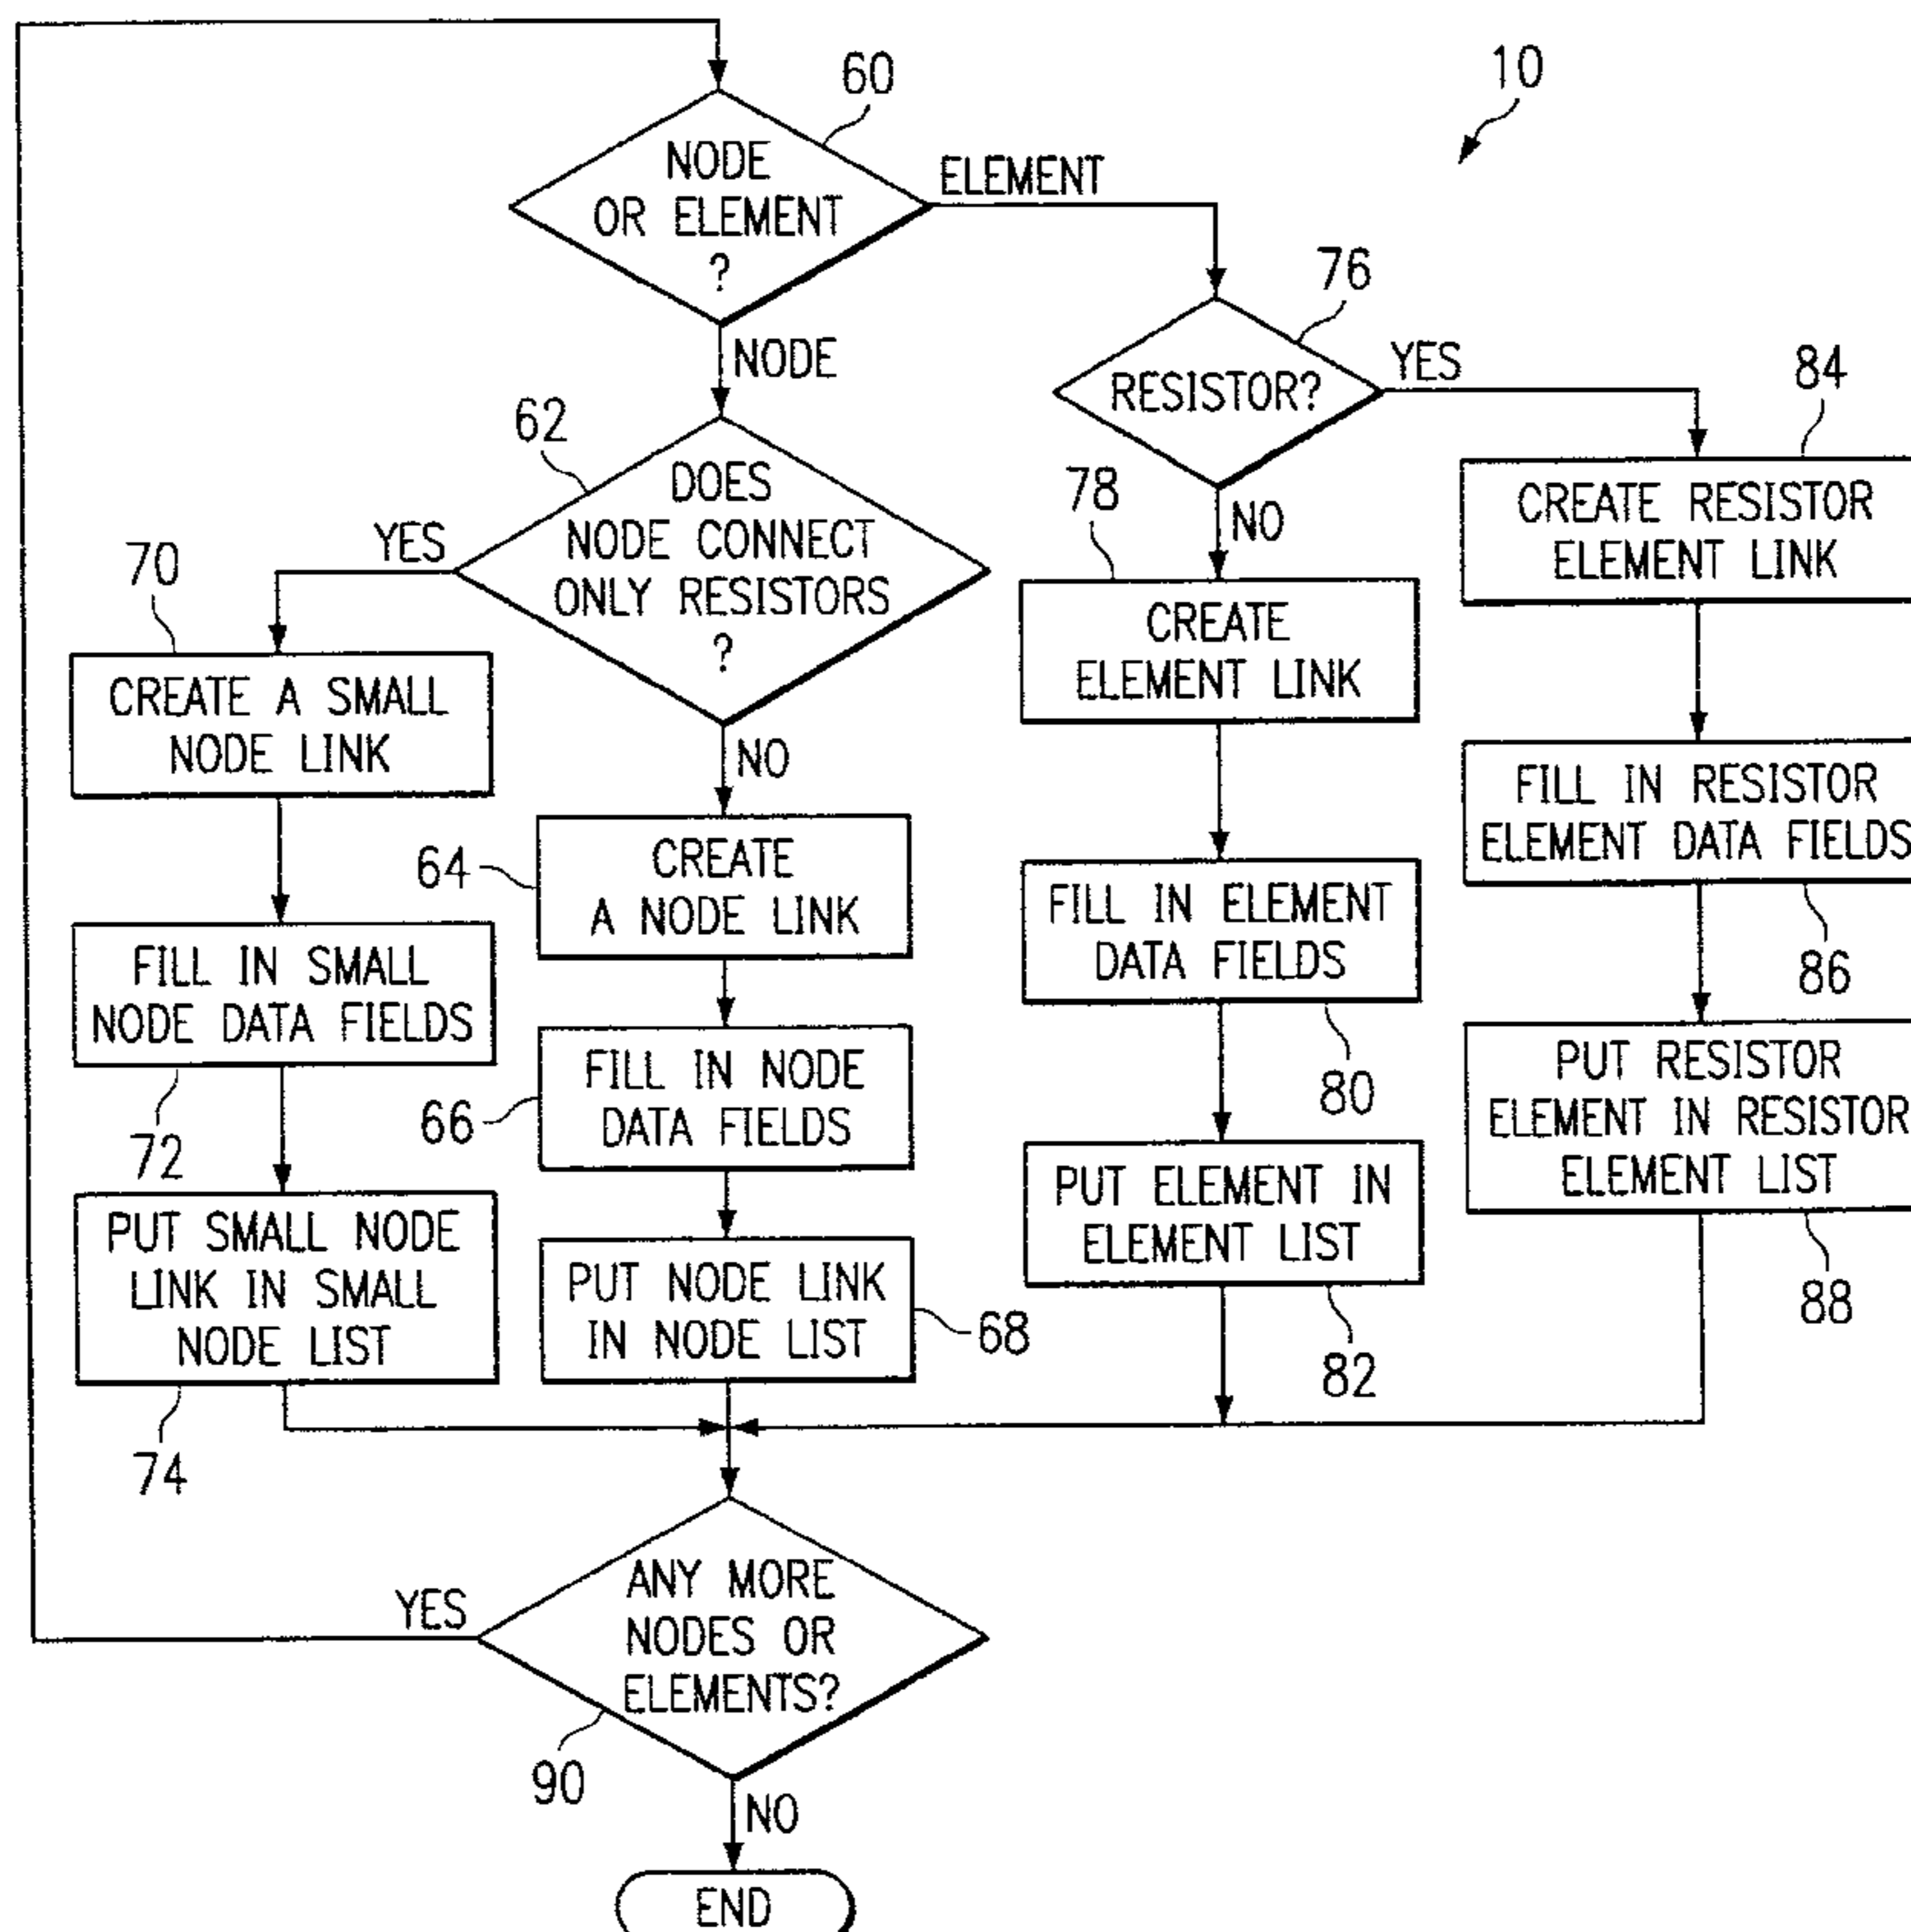 10
60
NODE
OR ELEMENT
?
ELEMENT
NODE
76
RESISTOR?
YES
NO
62
DOES
NODE CONNECT
ONLY RESISTORS
?
YES
NO
70
CREATE A SMALL
NODE LINK
FILL IN SMALL
NODE DATA FIELDS
72
PUT SMALL NODE
LINK IN SMALL
NODE LIST
74
64
CREATE
A NODE LINK
FILL IN NODE
DATA FIELDS
66
PUT NODE LINK
IN NODE LIST
68
78
CREATE
ELEMENT LINK
FILL IN ELEMENT
DATA FIELDS
80
PUT ELEMENT IN
ELEMENT LIST
82
84
CREATE RESISTOR
ELEMENT LINK
FILL IN RESISTOR
ELEMENT DATA FIELDS
86
PUT RESISTOR
ELEMENT IN RESISTOR
ELEMENT LIST
88
ANY MORE
NODES OR
ELEMENTS?
YES
90
NO
END